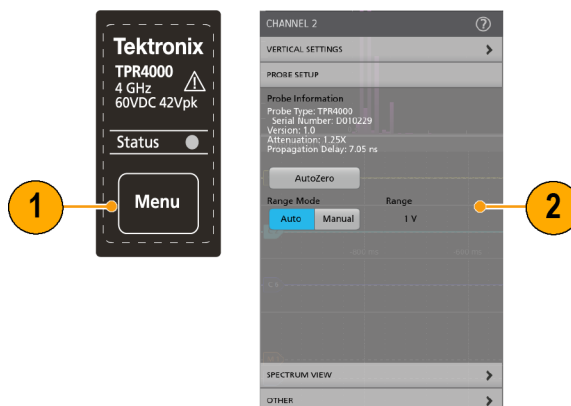 Tektronix
TPR4000
4 GHz
60VDC 42Vpk
Status
Menu
1
CHANNEL 2
?
VERTICAL SETTINGS
PROBE SETUP
Probe Information
Probe Type: TPR4000
Serial Number: D010229
Version: 1.0
Attenuation: 1.25X
Propagation Delay: 7.05 ns
AutoZero
Range Mode
Range
Auto
Manual
1 V
2
SPECTRUM VIEW
OTHER